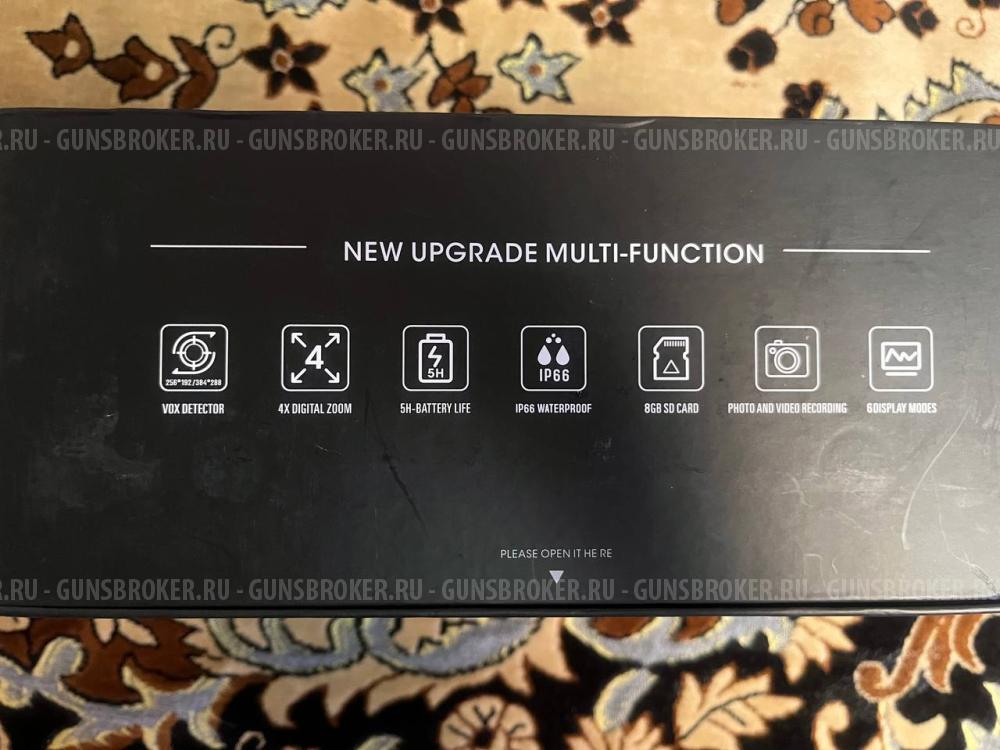 R.RU - GUNSBROKER.RU - GUNSBROKER.RU - GUNSBROKER.RU - GUNSBROKER.RU - GUNSBROKER.RU - G
NEW UPGRADE MULTI-FUNCTION
4
5H
IP66
256*192/384*288
VOX DETECTOR
4X DIGITAL ZOOM
5H-BATTERY LIFE
IP66 WATERPROOF
8GB SD CARD
PHOTO AND VIDEO RECORDING
6DISPLAY MODES
PLEASE OPEN IT HE RE
R.RU - GUNSBROKER.RU - GUNSBROKER.RU - GUNSBROKER.RU - GUNSBROKER.RU - GUNSBROKER.RU - G